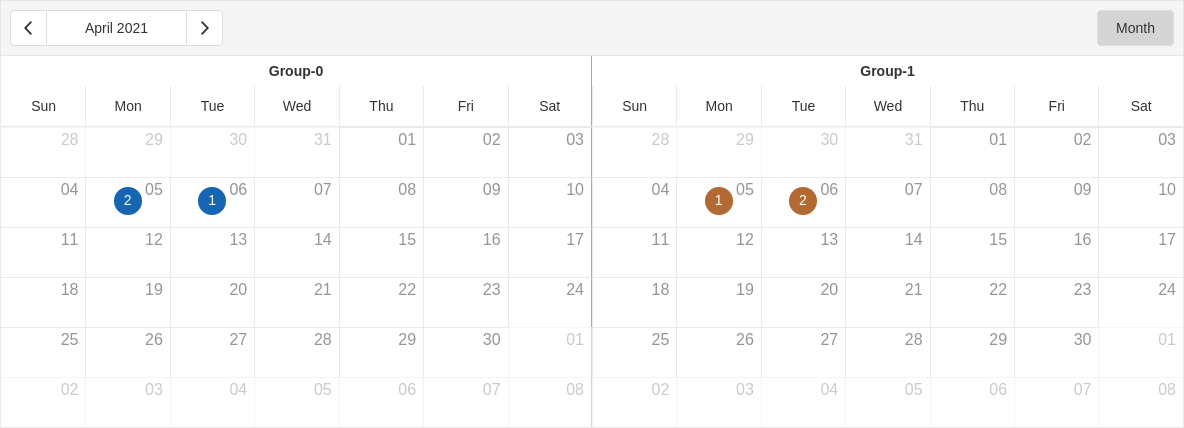 April 2021 Month
Group-0 Group-1
Sun Mon Tue Wed Thu Fri Sat Sun Mon Tue Wed Thu Fri Sat
28 29 30 31 01 02 03 28 29 30 31 01 02 03
04 2 05 1 06 07 08 09 10 04 1 05 2 06 07 08 09 10
11 12 13 14 15 16 17 11 12 13 14 15 16 17
18 19 20 21 22 23 24 18 19 20 21 22 23 24
25 26 27 28 29 30 01 25 26 27 28 29 30 01
02 03 04 05 06 07 08 02 03 04 05 06 07 08